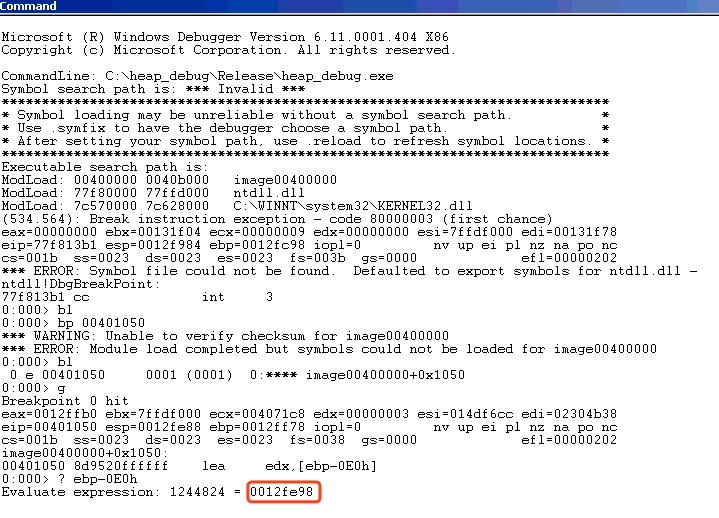 Command
Microsoft (R) Windows Debugger Version 6.11.0001.404 X86
Copyright (c) Microsoft Corporation. All rights reserved.
CommandLine: C:\heap_debug\Release\heap_debug.exe
Symbol search path is: *** Invalid ***
****************************************************************************
* Symbol loading may be unreliable without a symbol search path.           *
* Use .symfix to have the debugger choose a symbol path.                   *
* After setting your symbol path, use .reload to refresh symbol locations. *
****************************************************************************
Executable search path is:
ModLoad: 00400000 0040b000   image00400000
ModLoad: 77f80000 77ffd000   ntdll.dll
ModLoad: 7c570000 7c628000   C:\WINNT\system32\KERNEL32.dll
(534.564): Break instruction exception - code 80000003 (first chance)
eax=00000000 ebx=00131f04 ecx=00000009 edx=00000000 esi=7ffdf000 edi=00131f78
eip=77f813b1 esp=0012f984 ebp=0012fc98 iopl=0         nv up ei pl nz na po nc
cs=001b  ss=0023  ds=0023  es=0023  fs=003b  gs=0000             efl=00000202
*** ERROR: Symbol file could not be found.  Defaulted to export symbols for ntdll.dll -
ntdll!DbgBreakPoint:
77f813b1 cc              int     3
0:000> bl
0:000> bp 00401050
*** WARNING: Unable to verify checksum for image00400000
*** ERROR: Module load completed but symbols could not be loaded for image00400000
0:000> bl
 0 e 00401050     0001 (0001)  0:**** image00400000+0x1050
0:000> g
Breakpoint 0 hit
eax=0012ffb0 ebx=7ffdf000 ecx=004071c8 edx=00000003 esi=014df6cc edi=02304b38
eip=00401050 esp=0012fe88 ebp=0012ff78 iopl=0         nv up ei pl nz na po nc
cs=001b  ss=0023  ds=0023  es=0023  fs=0038  gs=0000             efl=00000202
image00400000+0x1050:
00401050 8d9520ffffff    lea     edx,[ebp-0E0h]
0:000> ? ebp-0E0h
Evaluate expression: 1244824 = 0012fe98